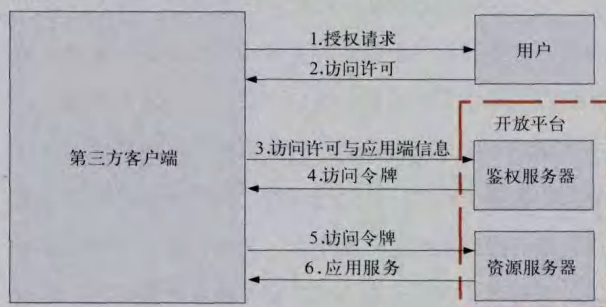 1.授权请求
用户
2.访问许可
开放平台
第三方客户端
3.访问许可与应用端信息
4.访问令牌
鉴权服务器
5.访问令牌
6.应用服务
资源服务器